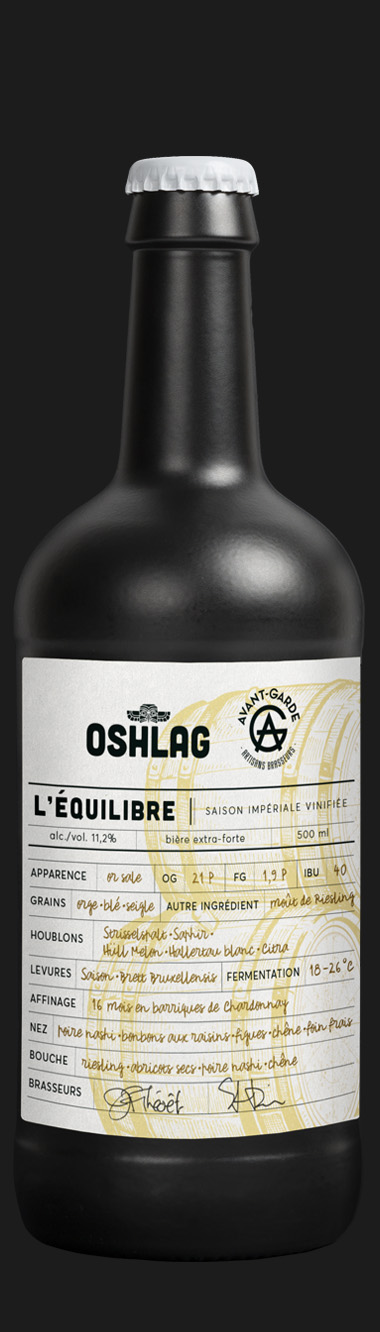 OSHLAG
AVANT-GARDE
ARTISANS BRASSEURS
L'ÉQUILIBRE | SAISON IMPÉRIALE VINIFIÉE
alc./vol. 11,2% bière extra-forte 500 ml
APPARENCE or sale OG 21 P FG 1,9 P IBU 40
GRAINS orge • blé • seigle AUTRE INGRÉDIENT moût de Riesling
HOUBLONS Strisselspalt • Saphir •
Hüll Melon • Hallertau blanc • Citra
LEVURES Saison • Brett Bruxellensis FERMENTATION 18-26°C
AFFINAGE 16 mois en barriques de Chardonnay
NEZ poire nashi • bonbons aux raisins • figues • chêne • foin frais
BOUCHE riesling • abricots secs • poire nashi • chêne
BRASSEURS